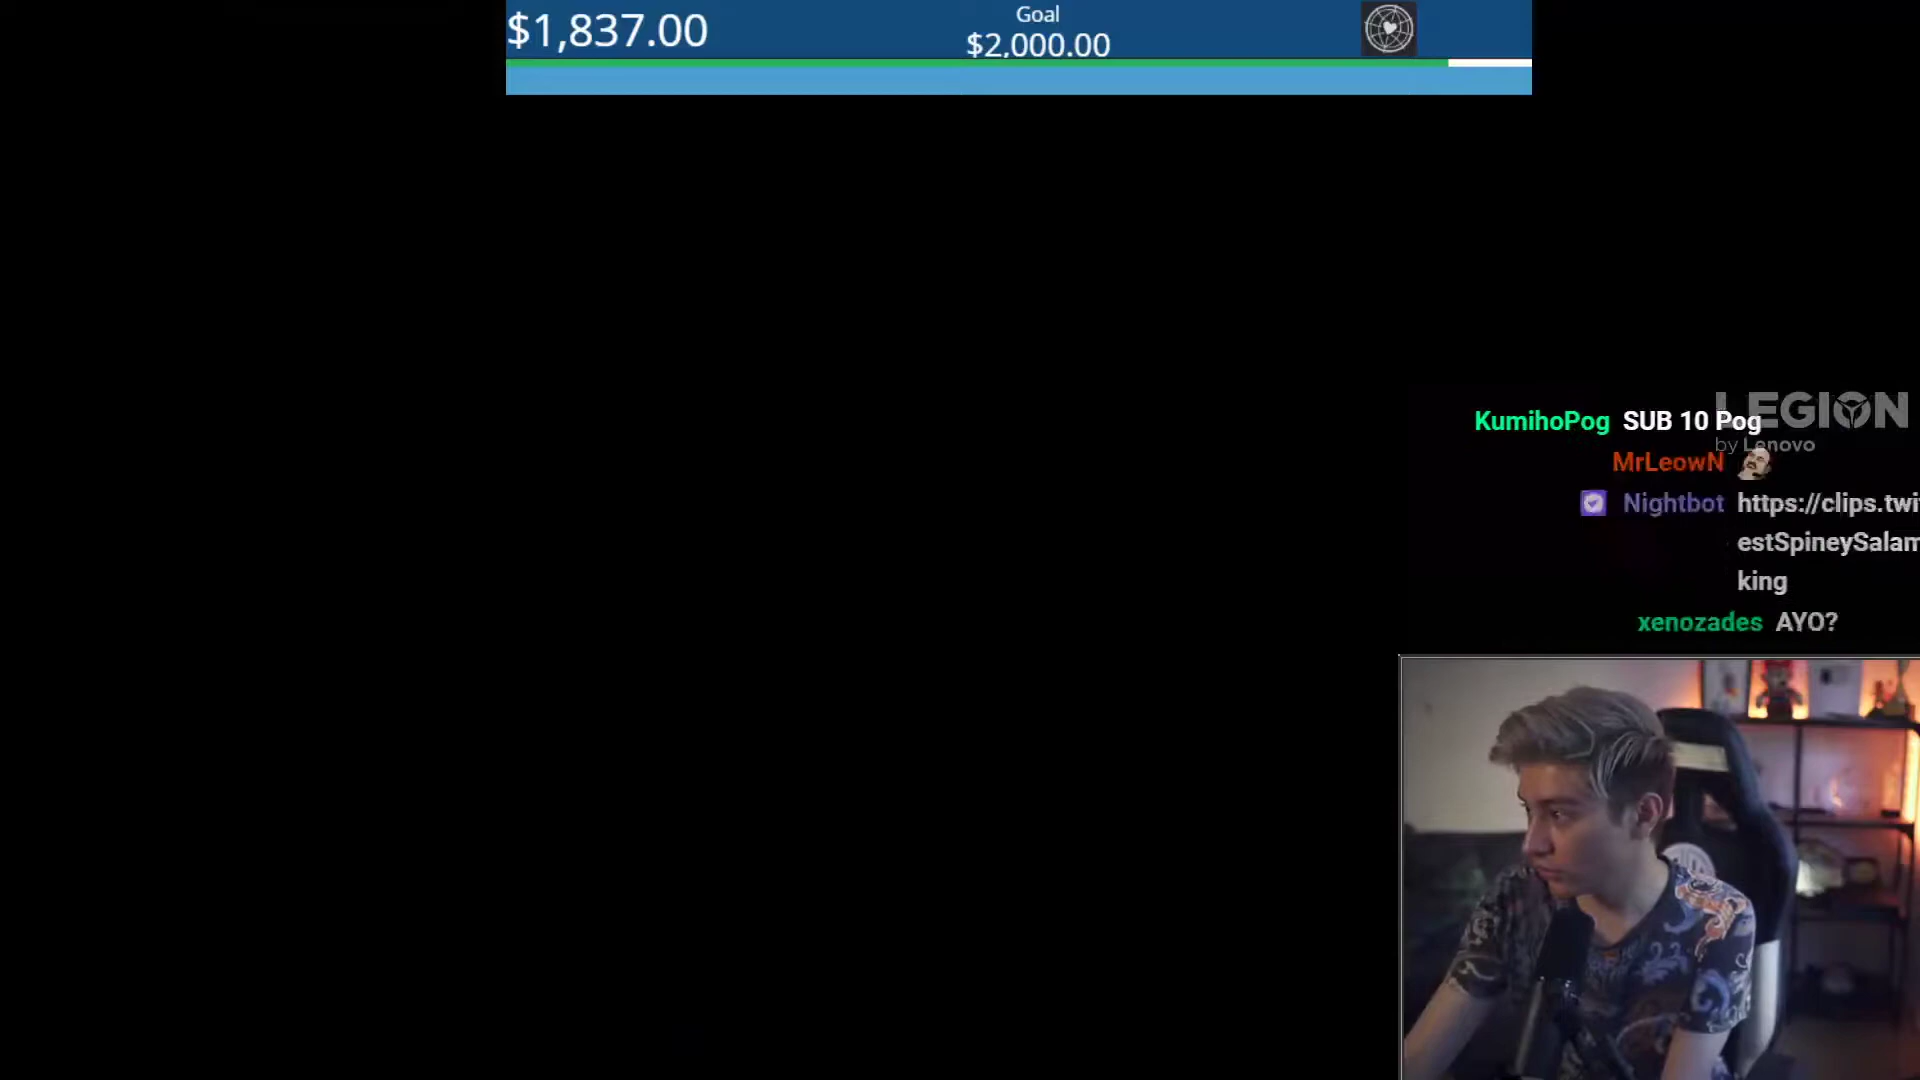 $1,837.00
Goal
$2,000.00
LEGION
by Lenovo
KumihoPog SUB 10 Pog
MrLeowN
Nightbot https://clips.twi
estSpineySalam
king
xenozades AYO?